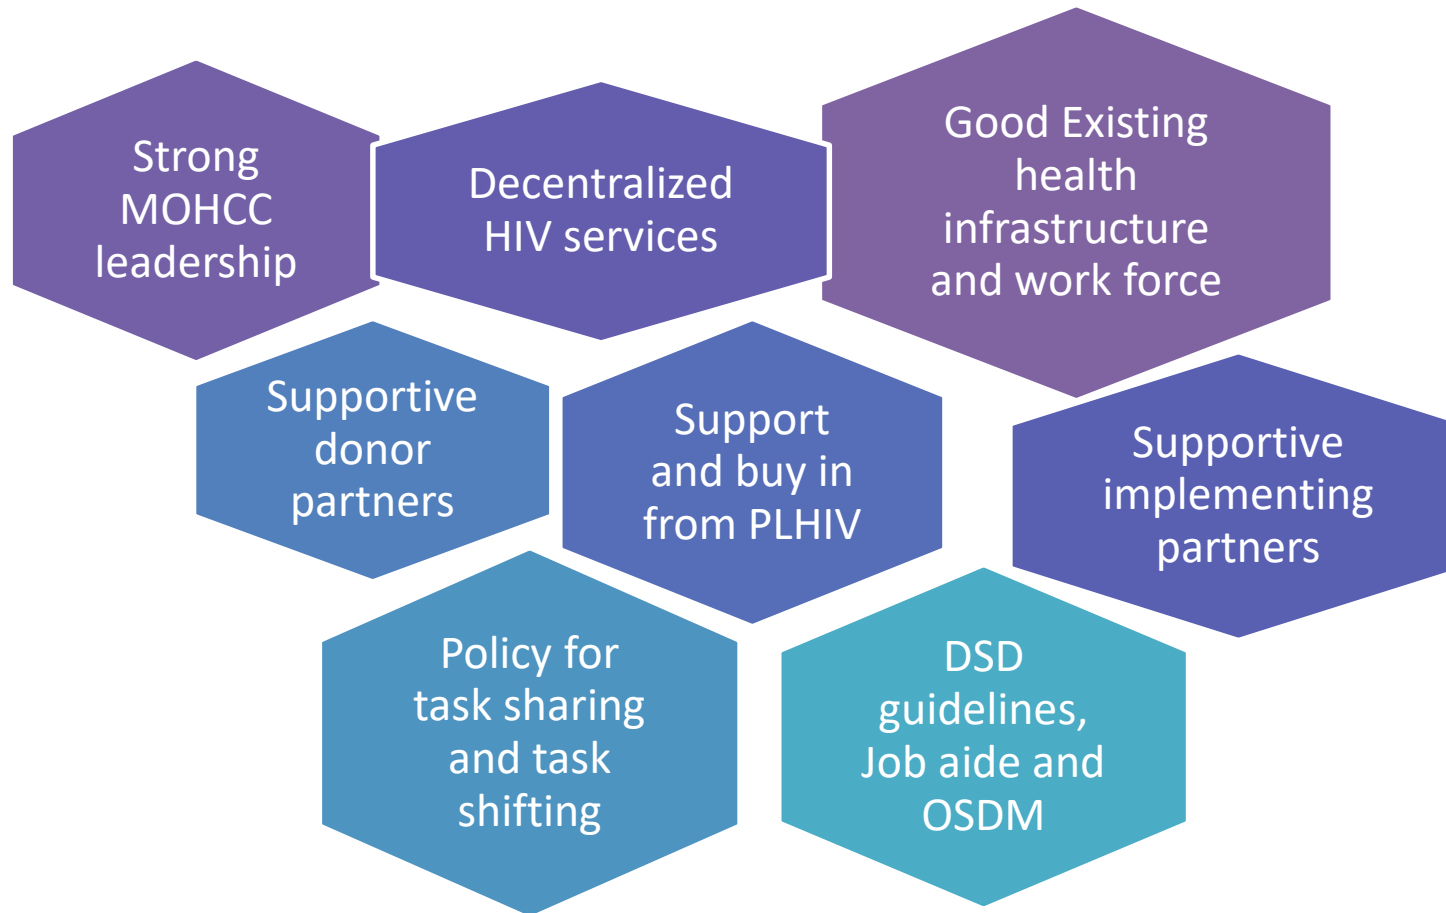 Strong
MOHCC
leadership
Decentralized
HIV services
Good Existing
health
infrastructure
and work force
Supportive
donor
partners
Support
and buy in
from PLHIV
Supportive
implementing
partners
Policy for
task sharing
and task
shifting
DSD
guidelines,
Job aide and
OSDM